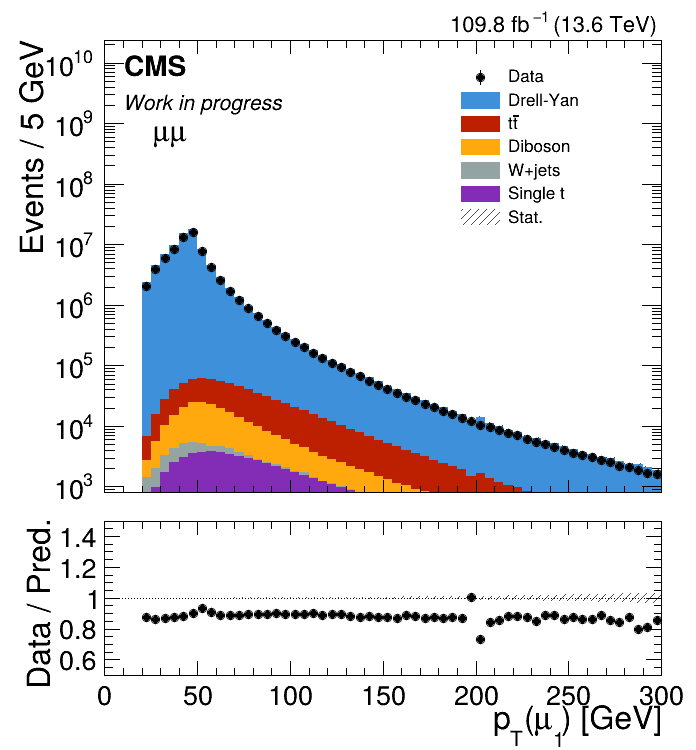 109.8 fb⁻¹ (13.6 TeV)
Events / 5 GeV
10¹⁰
10⁹
10⁸
10⁷
10⁶
10⁵
10⁴
10³
CMS
Work in progress
μμ
Data
Drell-Yan
tt̅
Diboson
W+jets
Single t
Stat.
Data / Pred.
1.4
1.2
1
0.8
0.6
0 50 100 150 200 250 300
p_T(μ₁) [GeV]